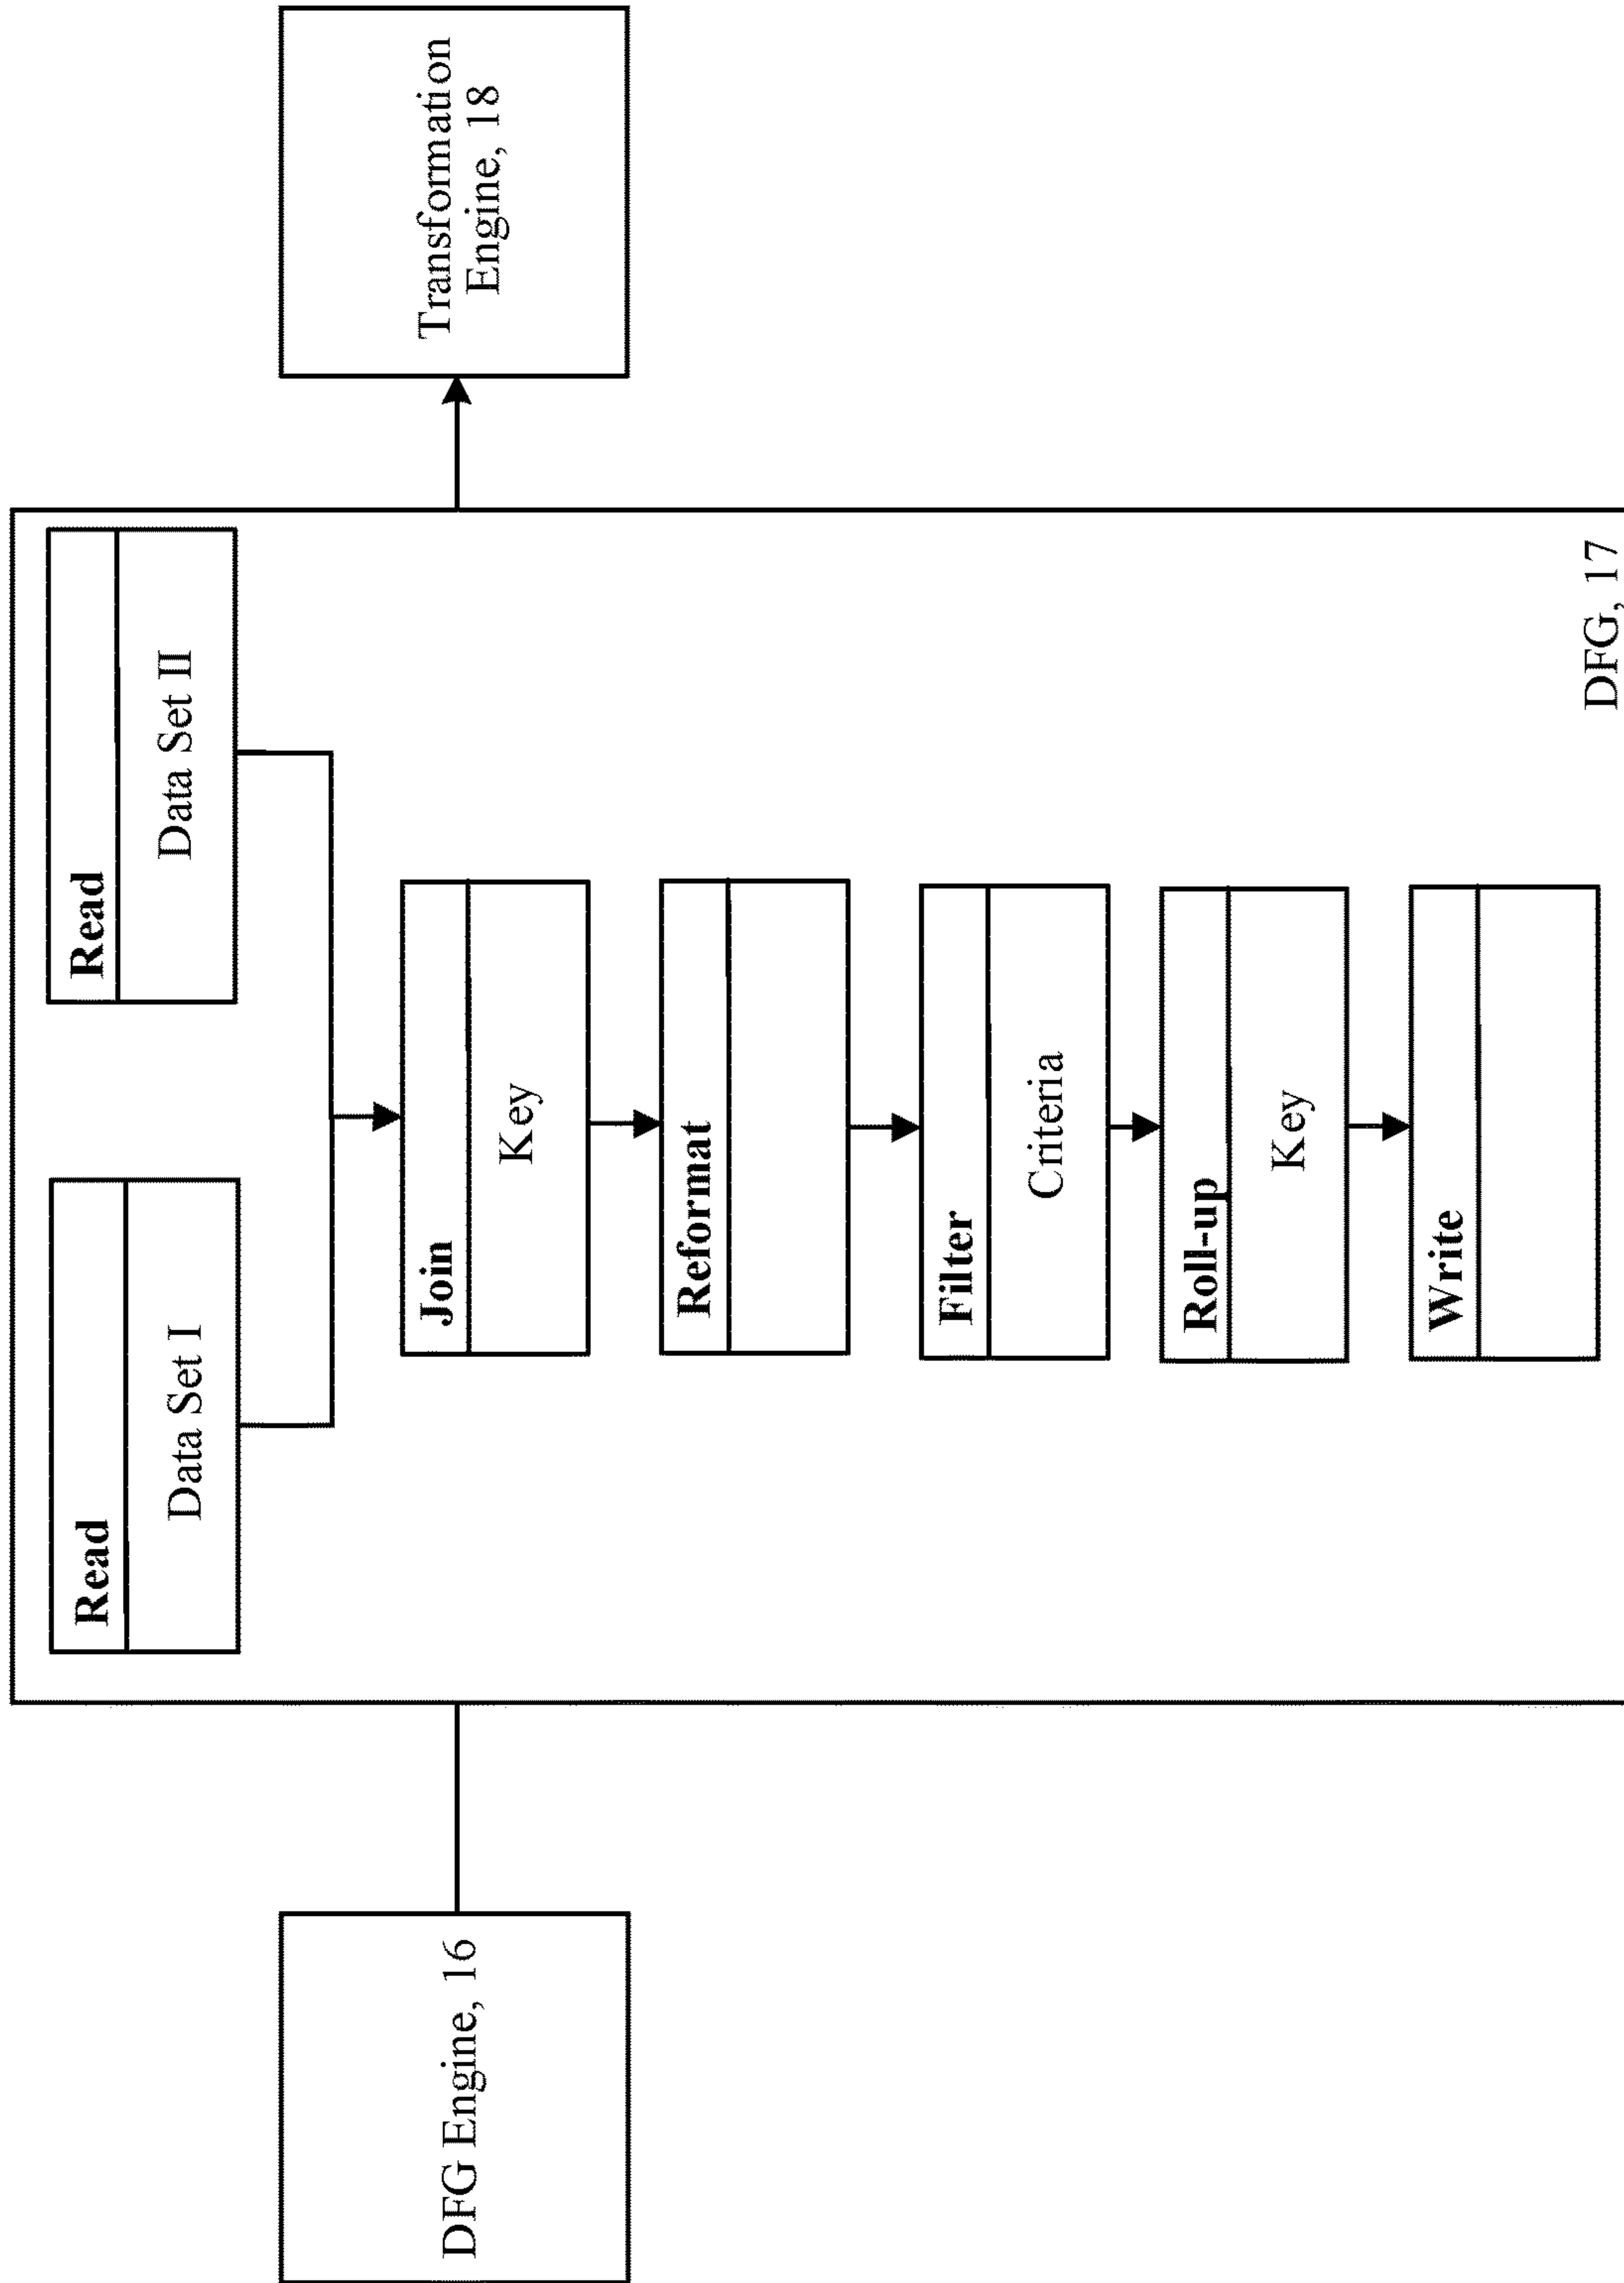 DFG Engine, 16
Read
Data Set I
Read
Data Set II
Join
Key
Reformat
Filter
Criteria
Roll-up
Key
Write
DFG, 17
Transformation
Engine, 18